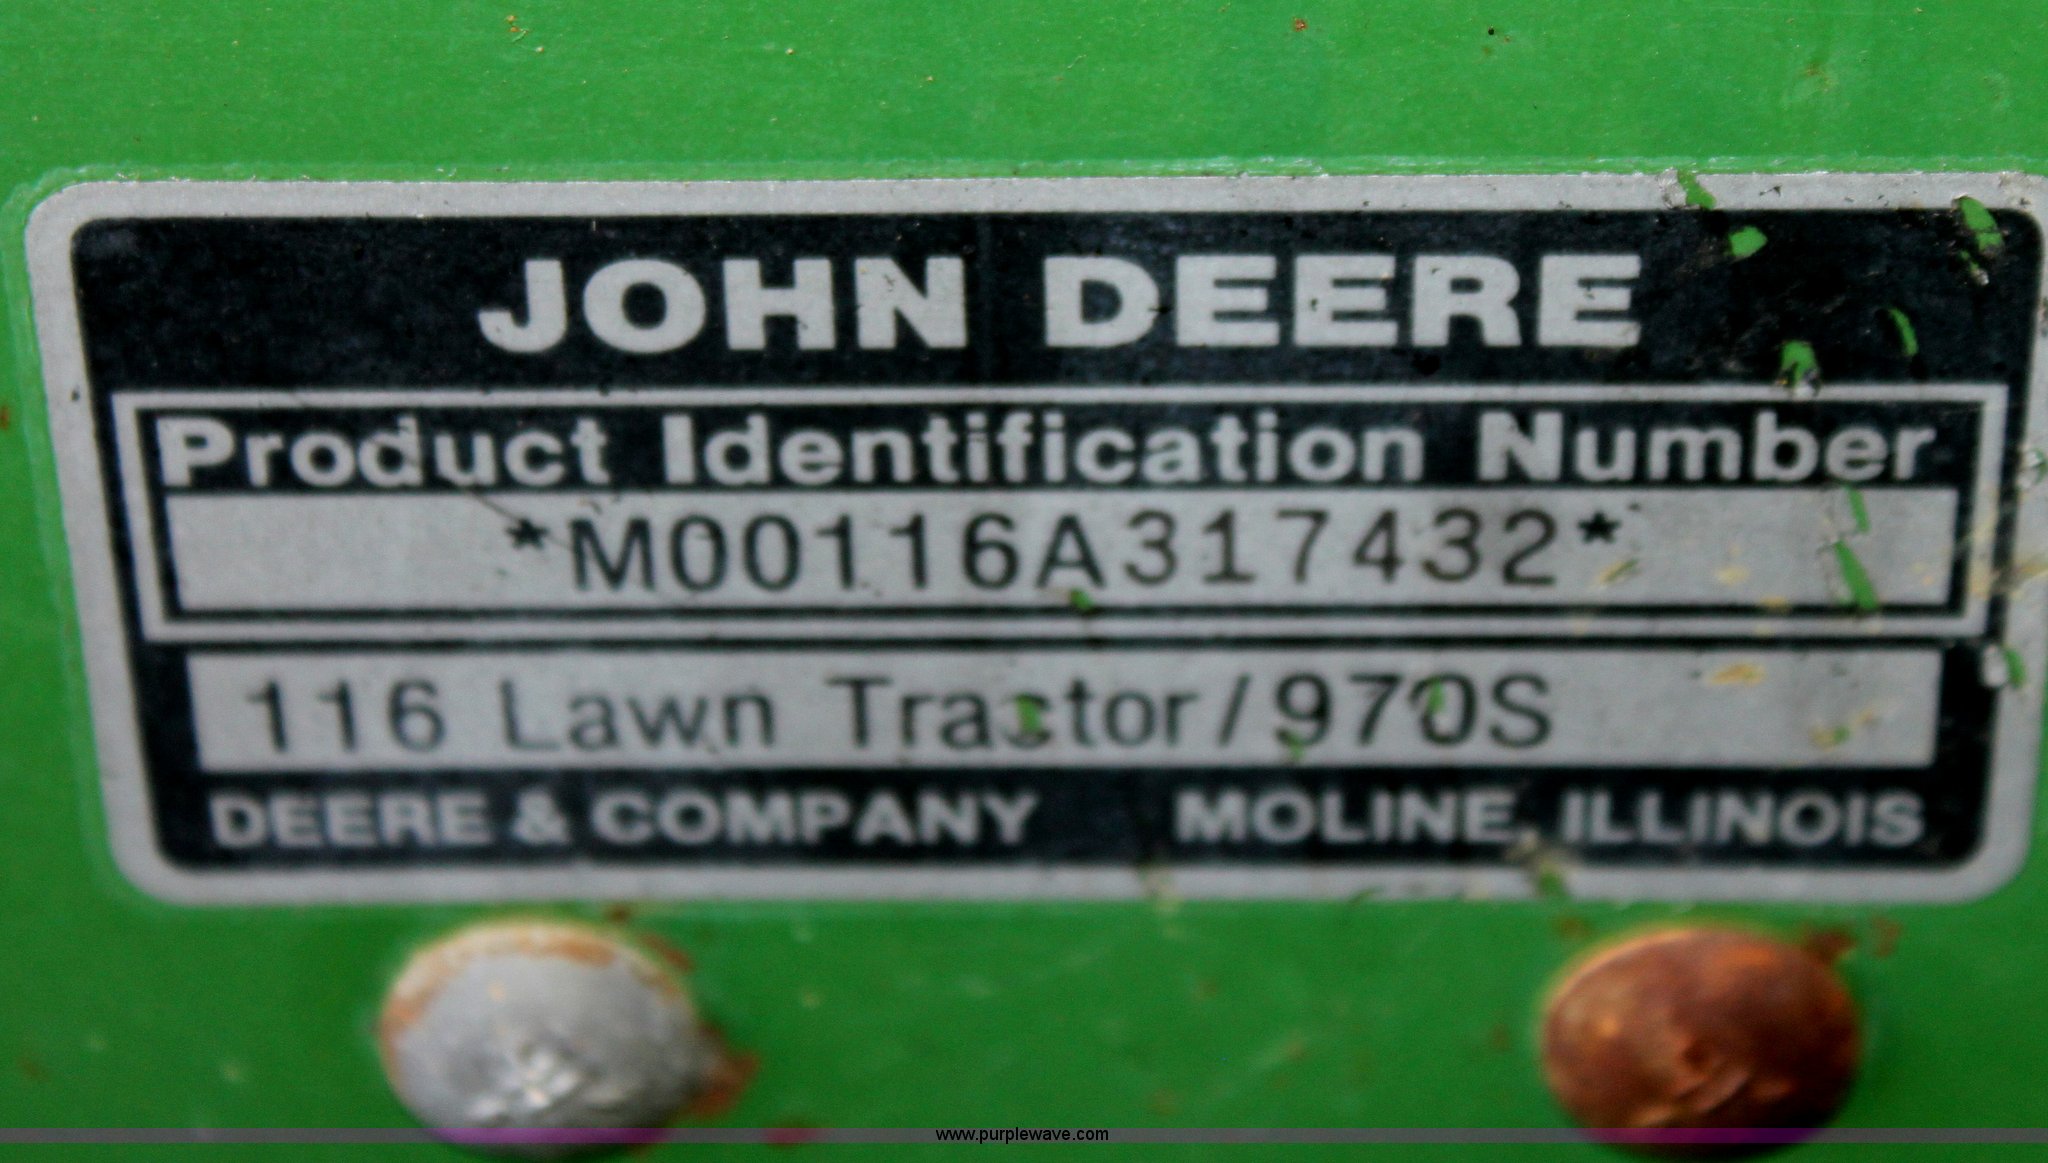 JOHN DEERE
Product Identification Number
*M00116A317432*
116 Lawn Tractor/970S
DEERE & COMPANY MOLINE, ILLINOIS
www.purplewave.com